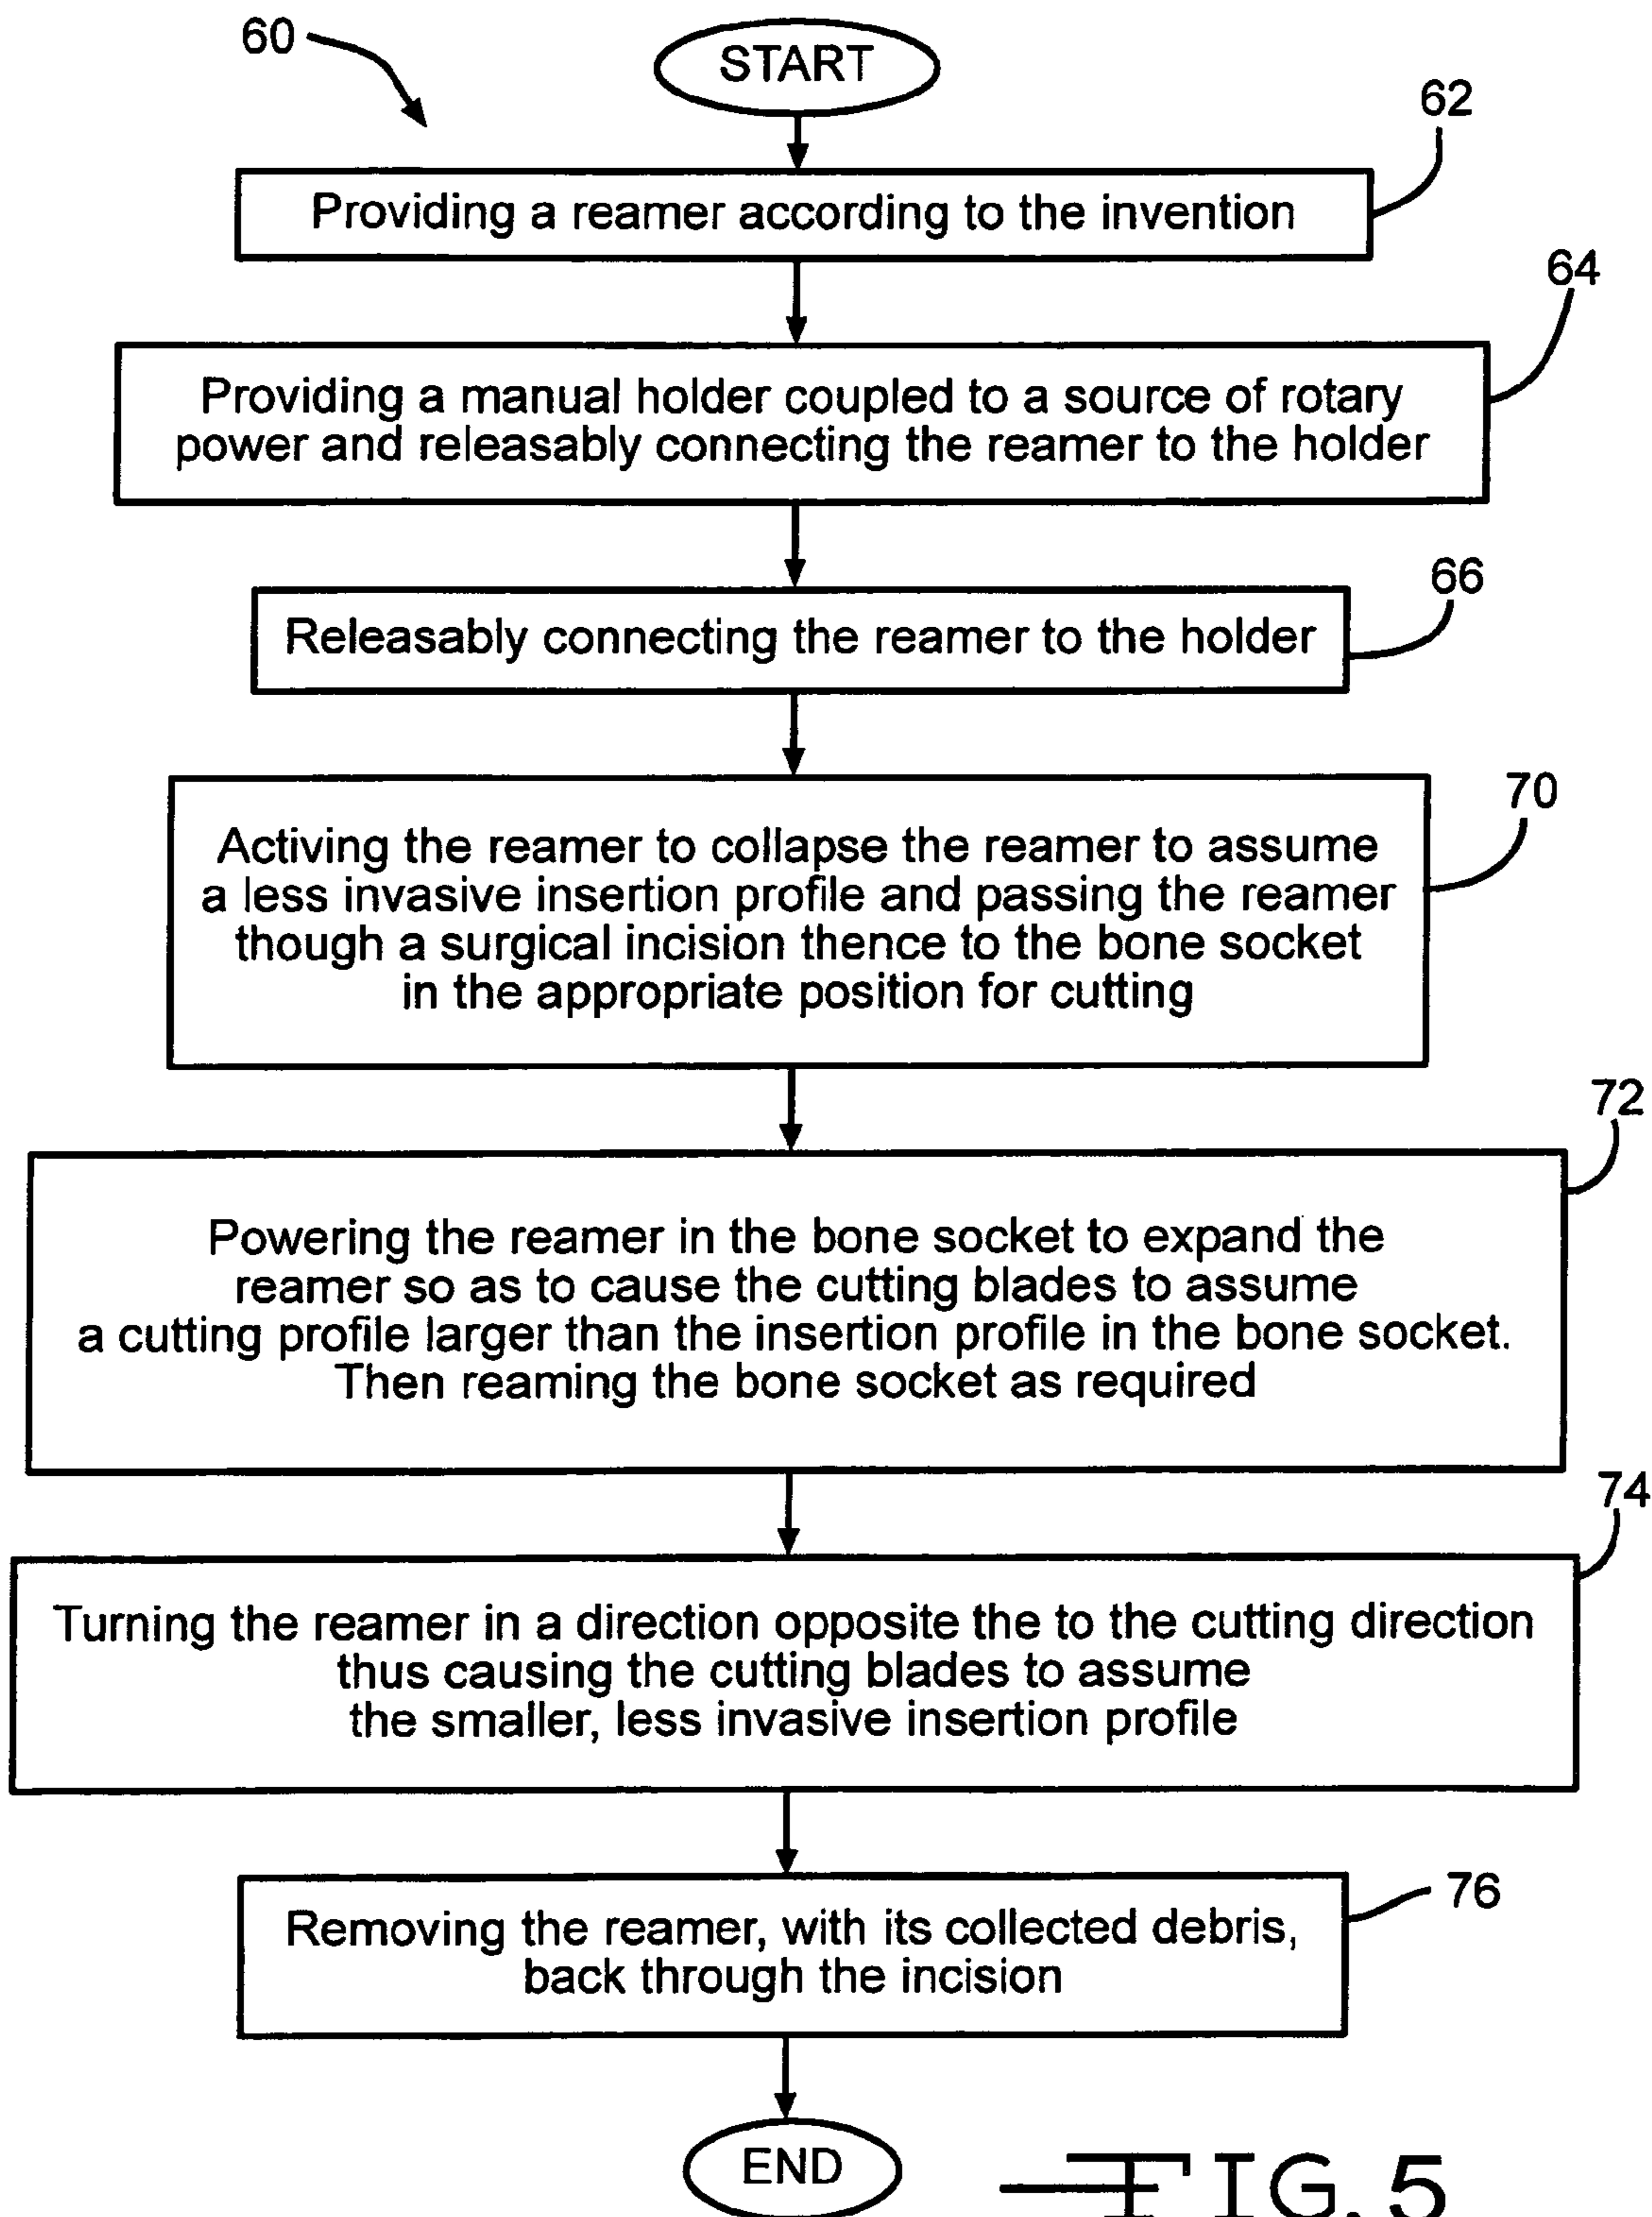 60
START
62
Providing a reamer according to the invention
64
Providing a manual holder coupled to a source of rotary
power and releasably connecting the reamer to the holder
66
Releasably connecting the reamer to the holder
70
Activing the reamer to collapse the reamer to assume
a less invasive insertion profile and passing the reamer
though a surgical incision thence to the bone socket
in the appropriate position for cutting
72
Powering the reamer in the bone socket to expand the
reamer so as to cause the cutting blades to assume
a cutting profile larger than the insertion profile in the bone socket.
Then reaming the bone socket as required
74
Turning the reamer in a direction opposite the to the cutting direction
thus causing the cutting blades to assume
the smaller, less invasive insertion profile
76
Removing the reamer, with its collected debris,
back through the incision
END
FIG. 5